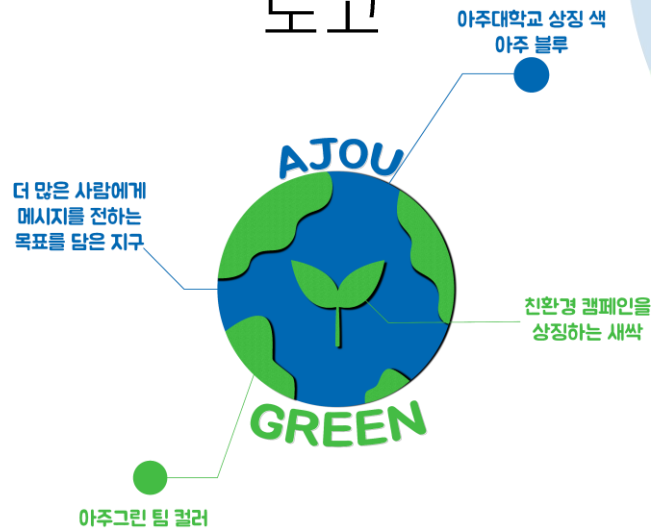 로고
아주대학교 상징 색
아주 블루
AJOU
더 많은 사람에게
메시지를 전하는
목표를 담은 지구
친환경 캠페인을
상징하는 새싹
GREEN
아주그린 팀 컬러